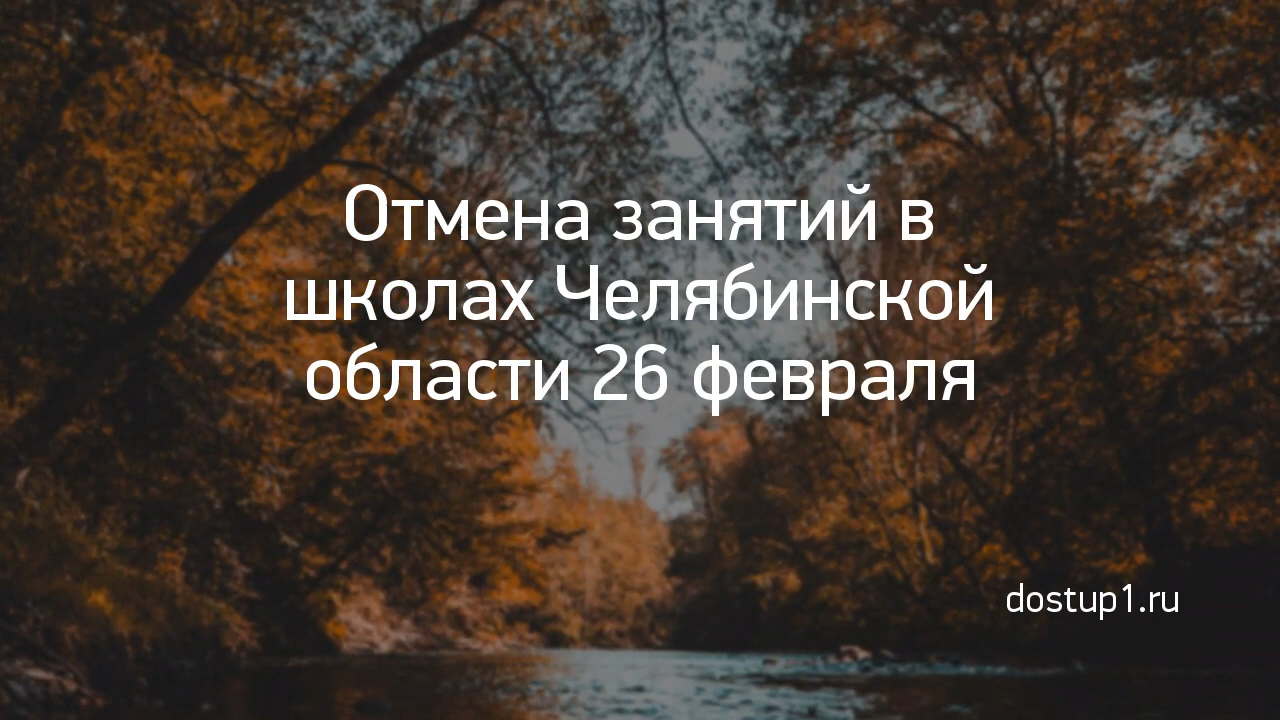 Отмена занятий в
школах Челябинской
области 26 февраля
dostup1.ru